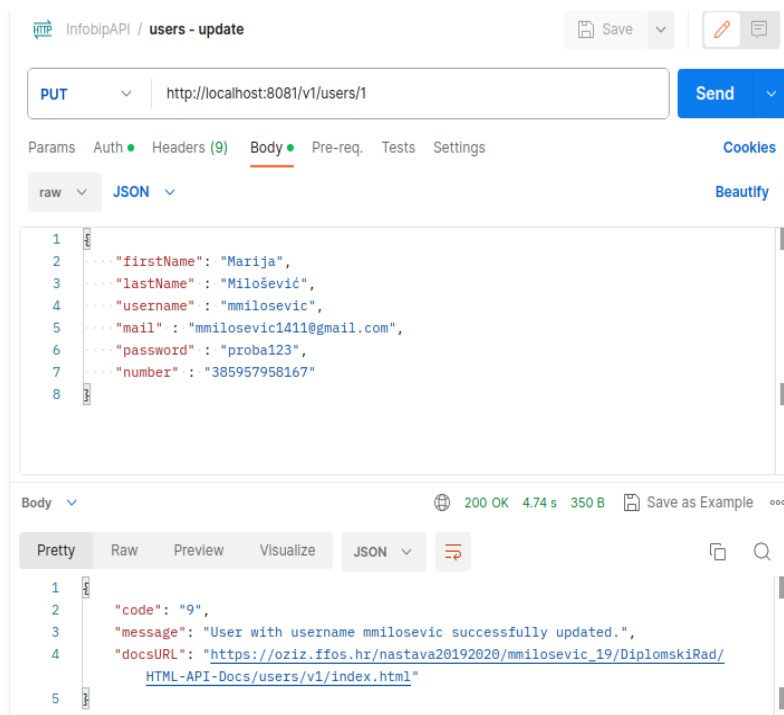 HTTP InfobipAPI / users - update Save
PUT http://localhost:8081/v1/users/1 Send
Params Auth Headers (9) Body Pre-req. Tests Settings Cookies
raw JSON Beautify
1 {
2 "firstName": "Marija",
3 "lastName" : "Milošević",
4 "username" : "mmilosevic",
5 "mail" : "mmilosevic1411@gmail.com",
6 "password" : "proba123",
7 "number" : "385957958167"
8 }
Body 200 OK 4.74 s 350 B Save as Example
Pretty Raw Preview Visualize JSON
1 {
2 "code": "9",
3 "message": "User with username mmilosevic successfully updated.",
4 "docsURL": "https://oziz.ffos.hr/nastava20192020/mmilosevic_19/DiplomskiRad/
HTML-API-Docs/users/v1/index.html"
5 }